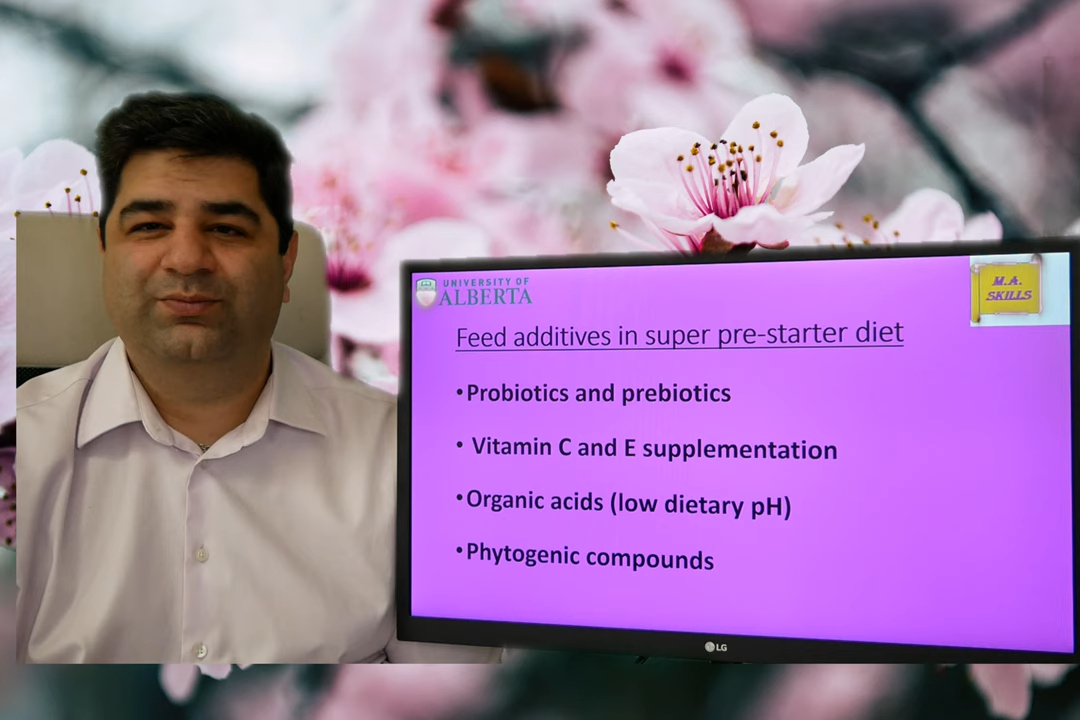 UNIVERSITY OF
ALBERTA
M.A.
SKILLS
Feed additives in super pre-starter diet
•Probiotics and prebiotics
• Vitamin C and E supplementation
•Organic acids (low dietary pH)
•Phytogenic compounds
LG